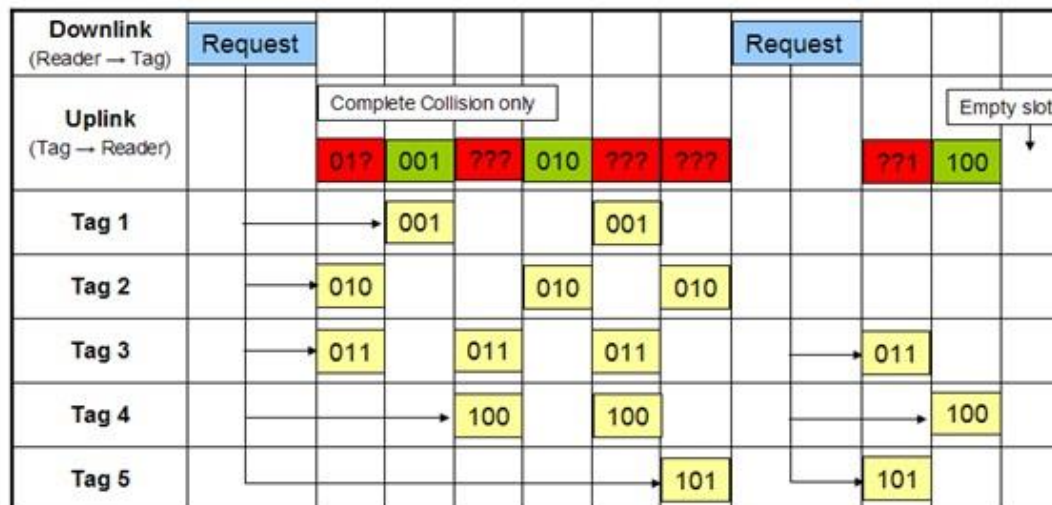 Downlink
(Reader → Tag)
Request
Request
Uplink
(Tag → Reader)
Complete Collision only
Empty slot
01? 001 ??? 010 ??? ??? ??1 100
Tag 1
001 001
Tag 2
010 010 010
Tag 3
011 011 011 011
Tag 4
100 100 100
Tag 5
101 101